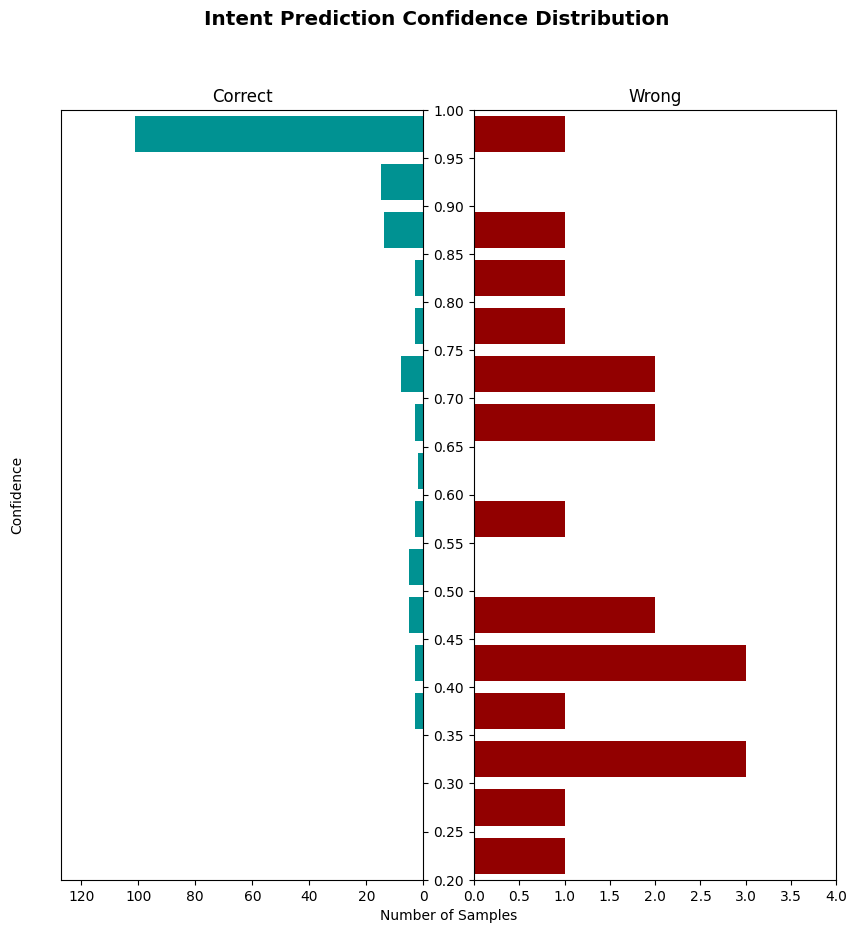 Intent Prediction Confidence Distribution
Correct
Wrong
Confidence
1.00
0.95
0.90
0.85
0.80
0.75
0.70
0.65
0.60
0.55
0.50
0.45
0.40
0.35
0.30
0.25
0.20
120 100 80 60 40 20 0
0.0 0.5 1.0 1.5 2.0 2.5 3.0 3.5 4.0
Number of Samples